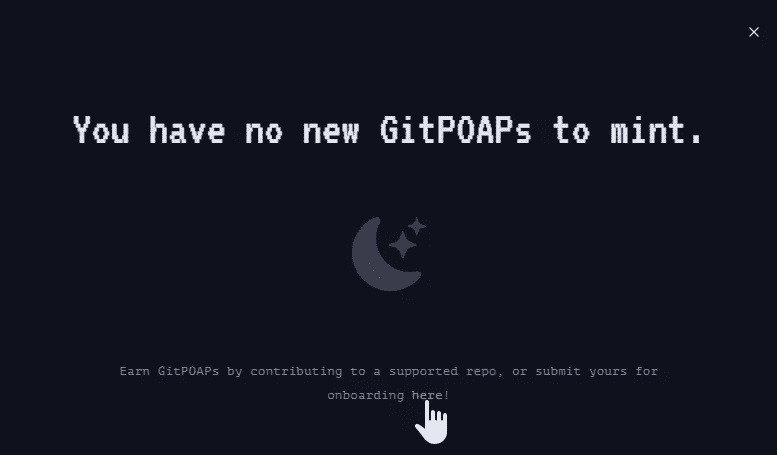 You have no new GitPOAPs to mint.
Earn GitPOAPs by contributing to a supported repo, or submit yours for
onboarding here!